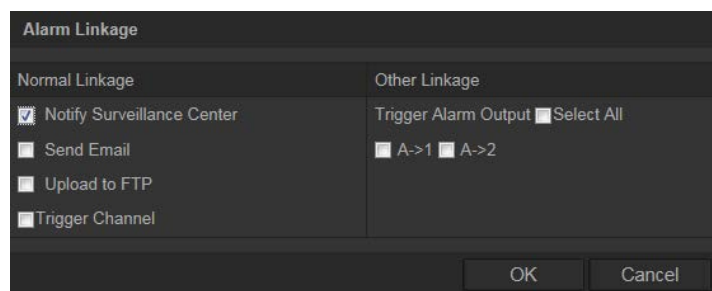 Alarm Linkage
Normal Linkage
Other Linkage
Notify Surveillance Center
Trigger Alarm Output Select All
Send Email
A->1 A->2
Upload to FTP
Trigger Channel
OK
Cancel